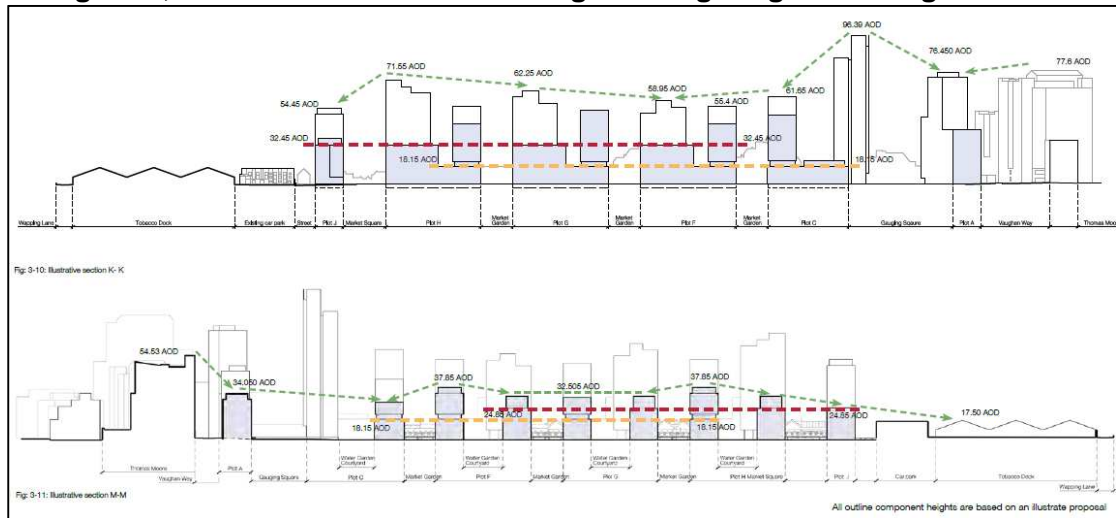 96.39 AOD
76.450 AOD
77.6 AOD
71.55 AOD
62.25 AOD
58.95 AOD
55.4 AOD
61.65 AOD
54.45 AOD
32.45 AOD
32.45 AOD
18.15 AOD
18.15 AOD
Wapping Lane
Tobacco Dock
Existing car park
Street
Plot J
Market Square
Plot H
Market Garden
Plot G
Market Garden
Plot F
Market Garden
Plot C
Gauging Square
Plot A
Vaughan Way
Thomas Moor
Fig: 3-10: Illustrative section K- K
54.53 AOD
34.050 AOD
37.85 AOD
32.505 AOD
37.85 AOD
17.50 AOD
24.85 AOD
24.85 AOD
18.15 AOD
18.15 AOD
Water Garden Courtyard
Water Garden Courtyard
Water Garden Courtyard
Water Garden Courtyard
Thomas Moore
Vaughan Way
Plot A
Gauging Square
Plot C
Market Garden
Plot F
Market Garden
Plot G
Market Garden
Plot H Market Square
Plot J
Car park
Tobacco Dock
Wapping Lane
Fig: 3-11: Illustrative section M-M
All outline component heights are based on an illustrate proposal